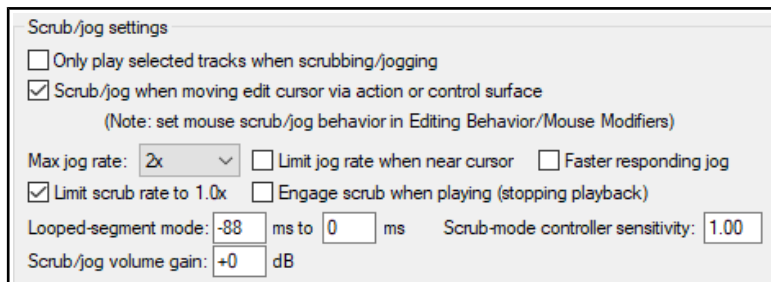 Scrub/jog settings
Only play selected tracks when scrubbing/jogging
Scrub/jog when moving edit cursor via action or control surface
(Note: set mouse scrub/jog behavior in Editing Behavior/Mouse Modifiers)
Max jog rate: 2x Limit jog rate when near cursor Faster responding jog
Limit scrub rate to 1.0x Engage scrub when playing (stopping playback)
Looped-segment mode: -88 ms to 0 ms Scrub-mode controller sensitivity: 1.00
Scrub/jog volume gain: +0 dB